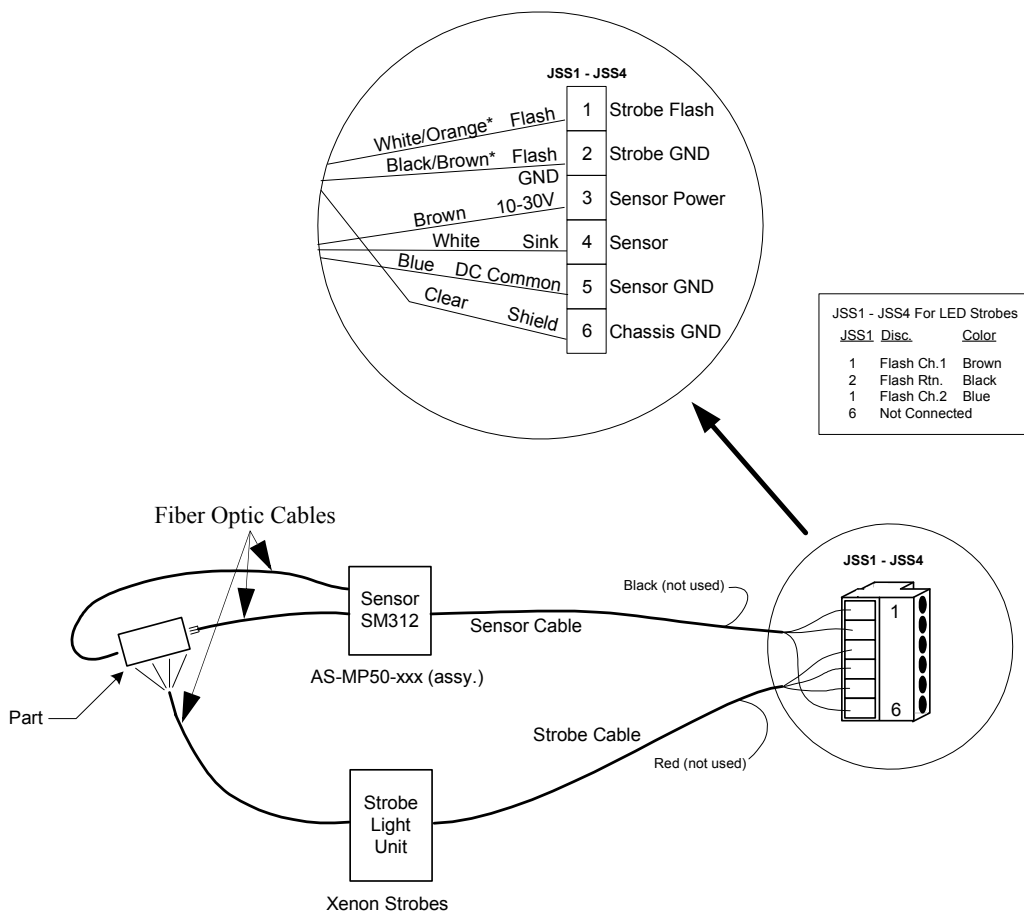 JSS1 - JSS4
White/Orange* Flash 1 Strobe Flash
Black/Brown* Flash GND 2 Strobe GND
Brown 10-30V 3 Sensor Power
White Sink 4 Sensor
Blue DC Common 5 Sensor GND
Clear Shield 6 Chassis GND
JSS1 - JSS4 For LED Strobes
JSS1 Disc. Color
1 Flash Ch.1 Brown
2 Flash Rtn. Black
1 Flash Ch.2 Blue
6 Not Connected
Fiber Optic Cables
Sensor
SM312
AS-MP50-xxx (assy.)
Sensor Cable
Black (not used)
JSS1 - JSS4
1
6
Part
Strobe Cable
Red (not used)
Strobe
Light
Unit
Xenon Strobes